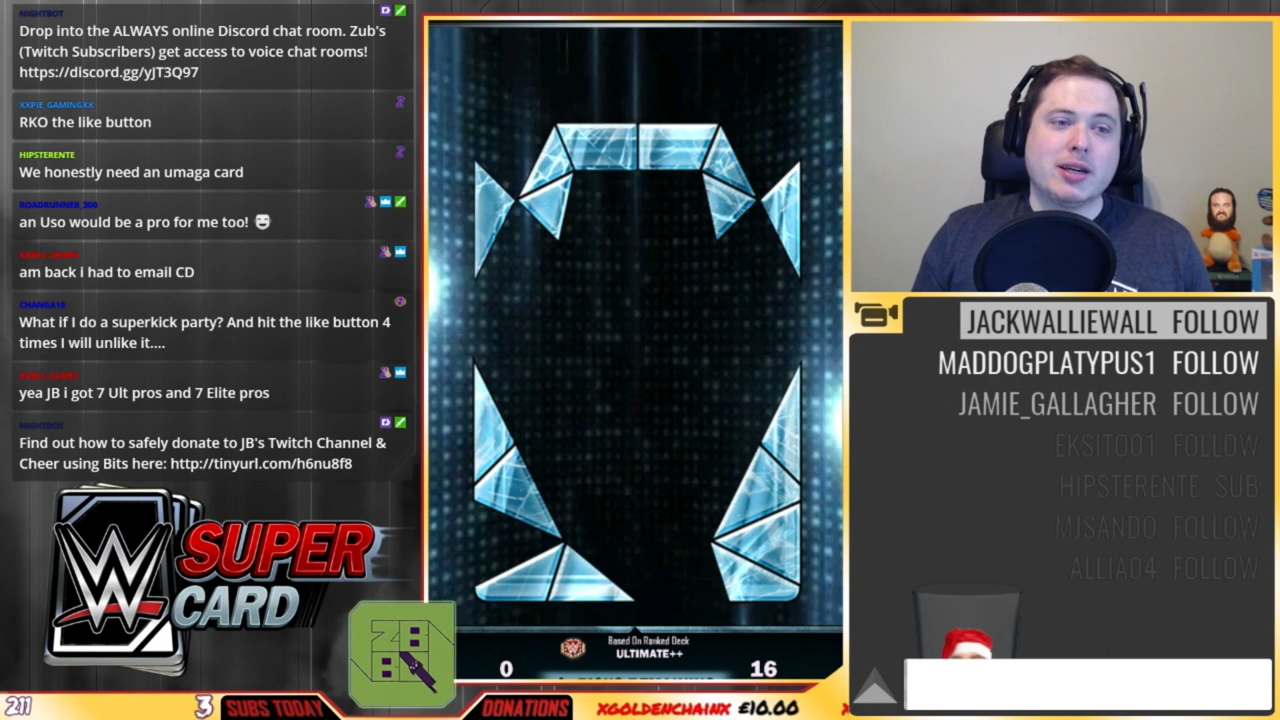 NIGHTBOT
Drop into the ALWAYS online Discord chat room. Zub's
(Twitch Subscribers) get access to voice chat rooms!
https://discord.gg/yJT3Q97
XXPIE_GAMINGXX
RKO the like button
HIPSTERENTE
We honestly need an umaga card
ROADRUNNER_300
an Uso would be a pro for me too!
am back i had to email CD
CHANGA10
What if I do a superkick party? And hit the like button 4
times I will unlike it....
yea JB i got 7 Ult pros and 7 Elite pros
NIGHTBOT
Find out how to safely donate to JB's Twitch Channel &
Cheer using Bits here: http://tinyurl.com/h6nu8f8
W
SUPER
CARD
Based On Ranked Deck
ULTIMATE++
0
16
JACKWALLIEWALL FOLLOW
MADDOGPLATYPUS1 FOLLOW
JAMIE_GALLAGHER FOLLOW
EKSITOO1 FOLLOW
HIPSTERENTE SUB
MJSANDO FOLLOW
ALLIA04 FOLLOW
211
3
SUBS TODAY
DONATIONS
XGOLDENCHAINX £10.00